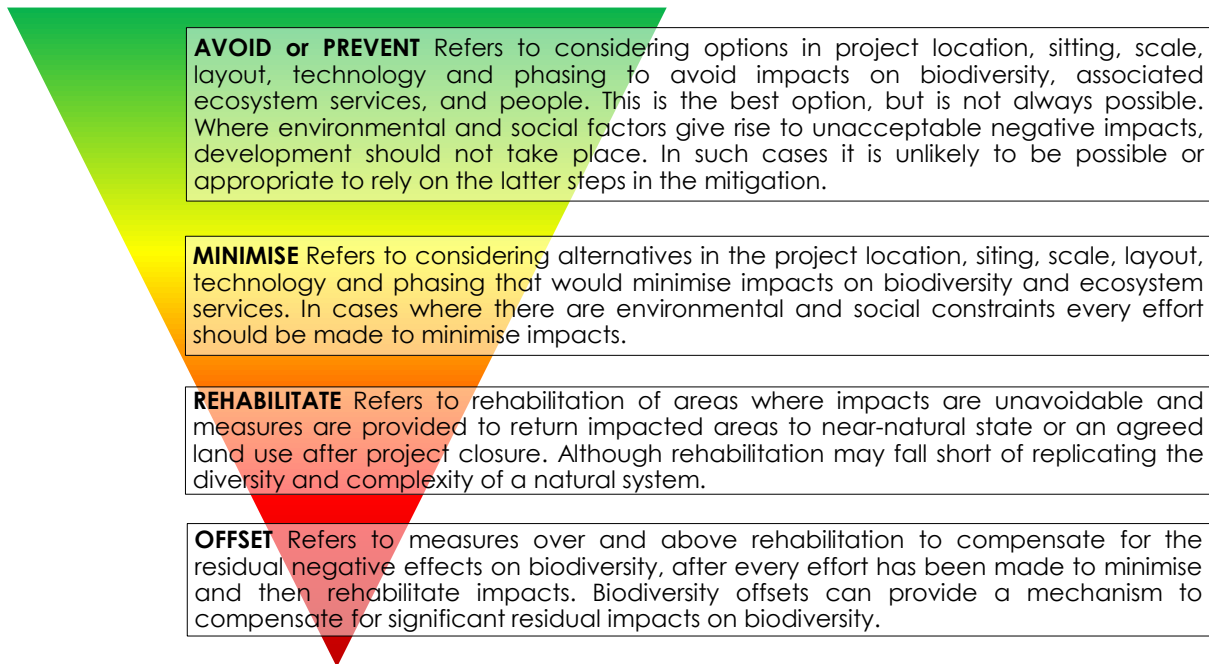 AVOID or PREVENT Refers to considering options in project location, sitting, scale,
layout, technology and phasing to avoid impacts on biodiversity, associated
ecosystem services, and people. This is the best option, but is not always possible.
Where environmental and social factors give rise to unacceptable negative impacts,
development should not take place. In such cases it is unlikely to be possible or
appropriate to rely on the latter steps in the mitigation.
MINIMISE Refers to considering alternatives in the project location, siting, scale, layout,
technology and phasing that would minimise impacts on biodiversity and ecosystem
services. In cases where there are environmental and social constraints every effort
should be made to minimise impacts.
REHABILITATE Refers to rehabilitation of areas where impacts are unavoidable and
measures are provided to return impacted areas to near-natural state or an agreed
land use after project closure. Although rehabilitation may fall short of replicating the
diversity and complexity of a natural system.
OFFSET Refers to measures over and above rehabilitation to compensate for the
residual negative effects on biodiversity, after every effort has been made to minimise
and then rehabilitate impacts. Biodiversity offsets can provide a mechanism to
compensate for significant residual impacts on biodiversity.